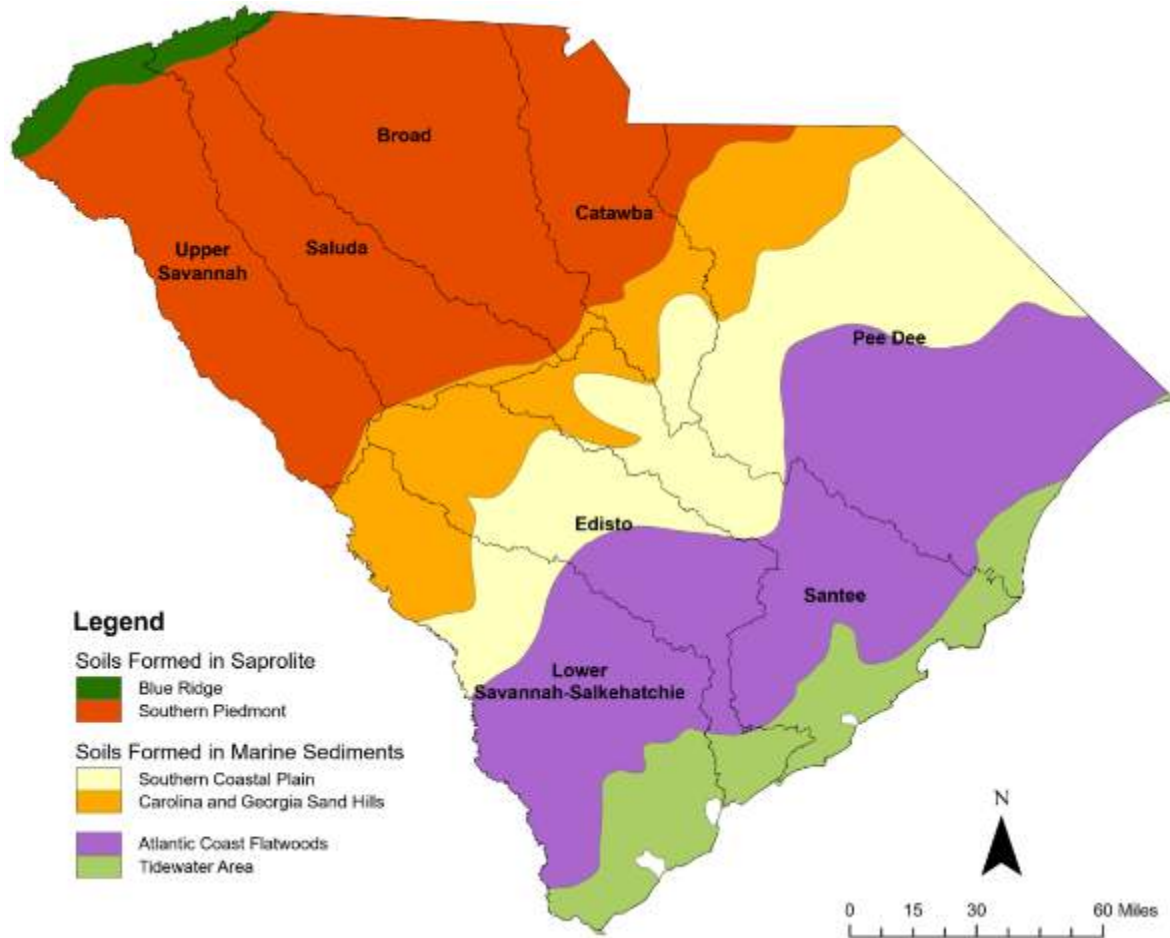 Broad
Catawba
Upper
Savannah
Saluda
Pee Dee
Edisto
Santee
Lower
Savannah-Salkehatchie
Legend
Soils Formed in Saprolite
Blue Ridge
Southern Piedmont
Soils Formed in Marine Sediments
Southern Coastal Plain
Carolina and Georgia Sand Hills
Atlantic Coast Flatwoods
Tidewater Area
N
0 15 30 60 Miles